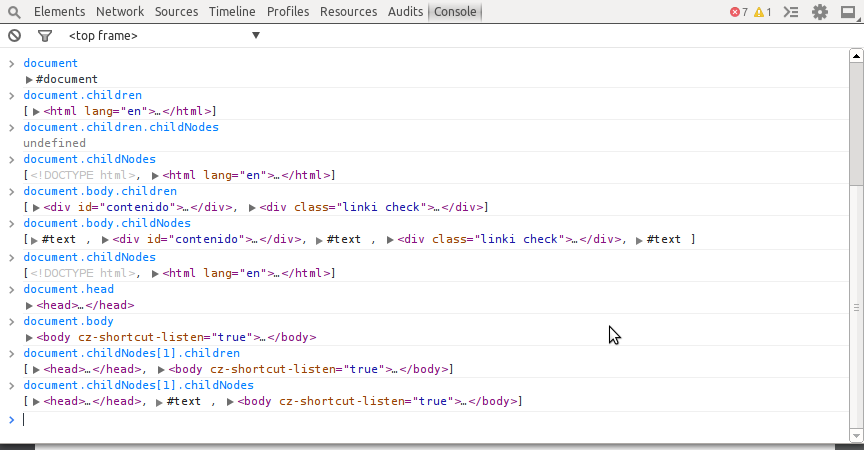 Elements Network Sources Timeline Profiles Resources Audits Console 7 1
<top frame>
document
#document
document.children
[<html lang="en">…</html>]
document.children.childNodes
undefined
document.childNodes
[<!DOCTYPE html>, <html lang="en">…</html>]
document.body.children
[<div id="contenido">…</div>, <div class="linki check">…</div>]
document.body.childNodes
[#text , <div id="contenido">…</div>, #text , <div class="linki check">…</div>, #text ]
document.childNodes
[<!DOCTYPE html>, <html lang="en">…</html>]
document.head
<head>…</head>
document.body
<body cz-shortcut-listen="true">…</body>
document.childNodes[1].children
[<head>…</head>, <body cz-shortcut-listen="true">…</body>]
document.childNodes[1].childNodes
[<head>…</head>, #text , <body cz-shortcut-listen="true">…</body>]